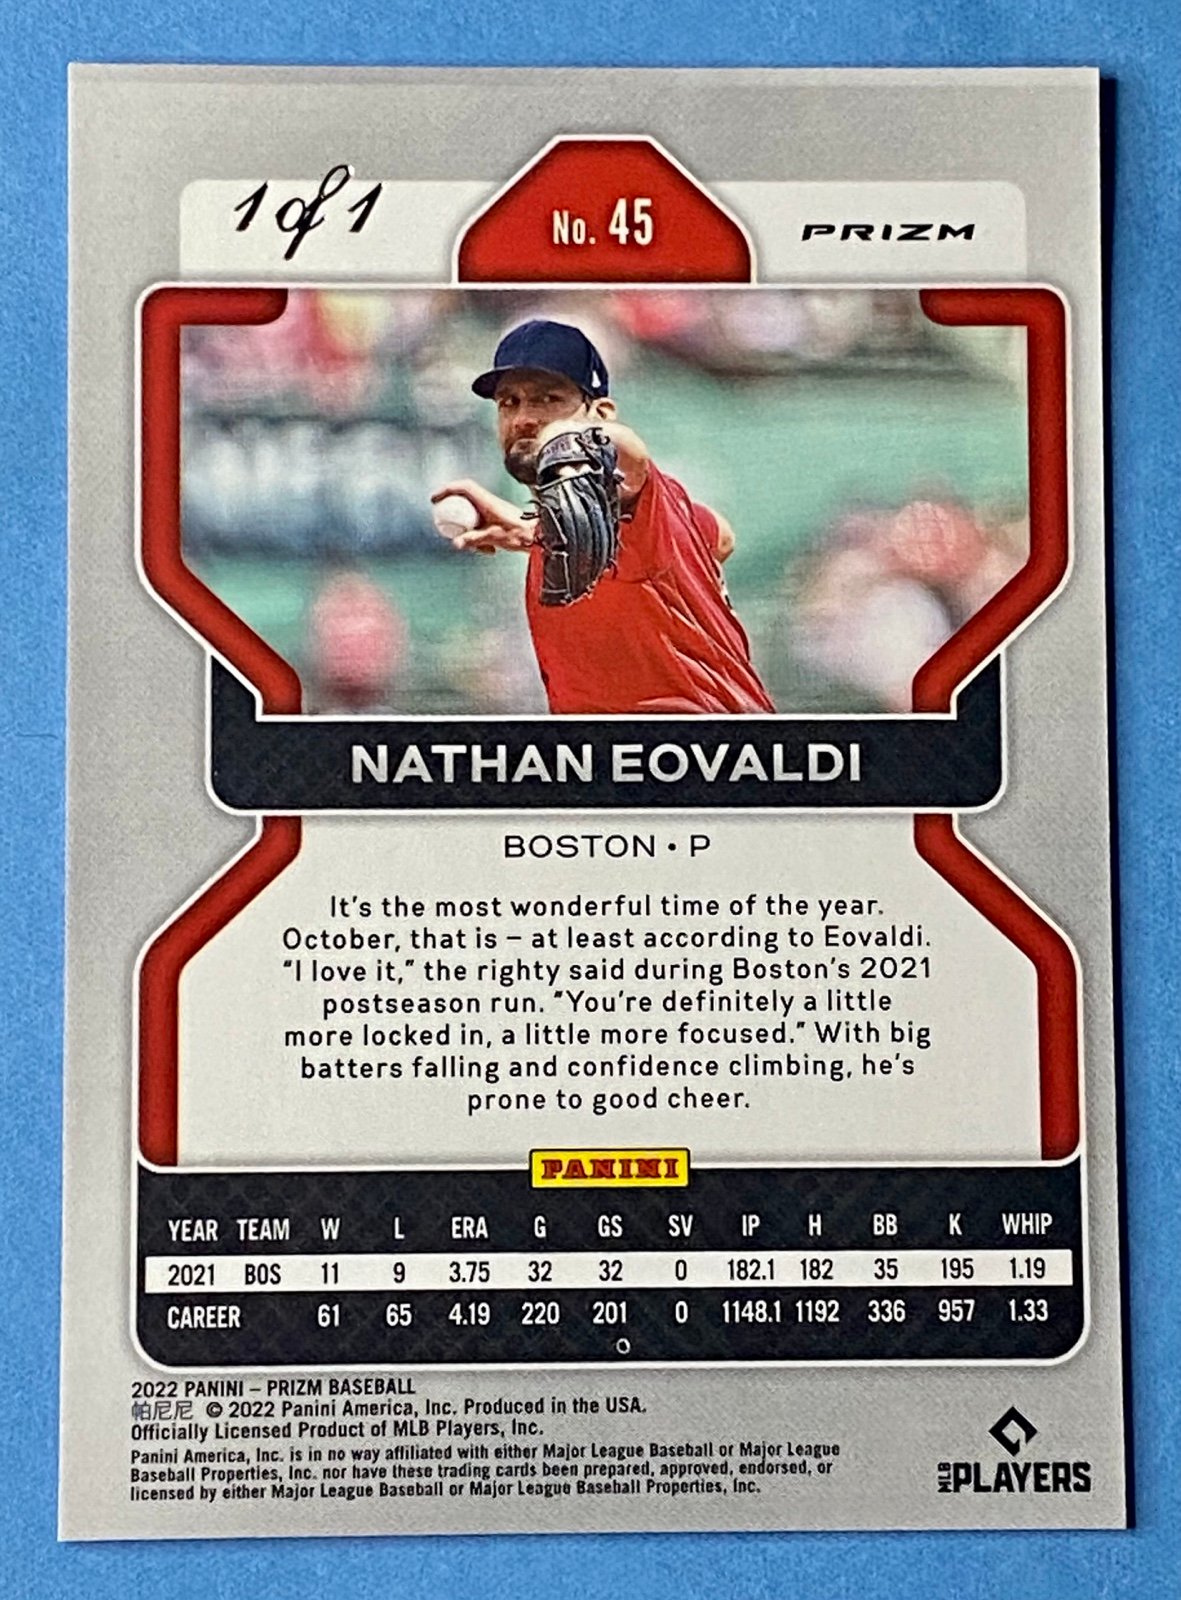 1 of 1
No. 45
PRIZM
NATHAN EOVALDI
BOSTON • P
It's the most wonderful time of the year.
October, that is – at least according to Eovaldi.
"I love it," the righty said during Boston's 2021
postseason run. "You're definitely a little
more locked in, a little more focused." With big
batters falling and confidence climbing, he's
prone to good cheer.
PANINI
YEAR TEAM W L ERA G GS SV IP H BB K WHIP
2021 BOS 11 9 3.75 32 32 0 182.1 182 35 195 1.19
CAREER 61 65 4.19 220 201 0 1148.1 1192 336 957 1.33
2022 PANINI – PRIZM BASEBALL
帕尼尼 © 2022 Panini America, Inc. Produced in the USA.
Officially Licensed Product of MLB Players, Inc.
Panini America, Inc. is in no way affiliated with either Major League Baseball or Major League
Baseball Properties, Inc. nor have these trading cards been prepared, approved, endorsed, or
licensed by either Major League Baseball or Major League Baseball Properties, Inc.
MLB PLAYERS